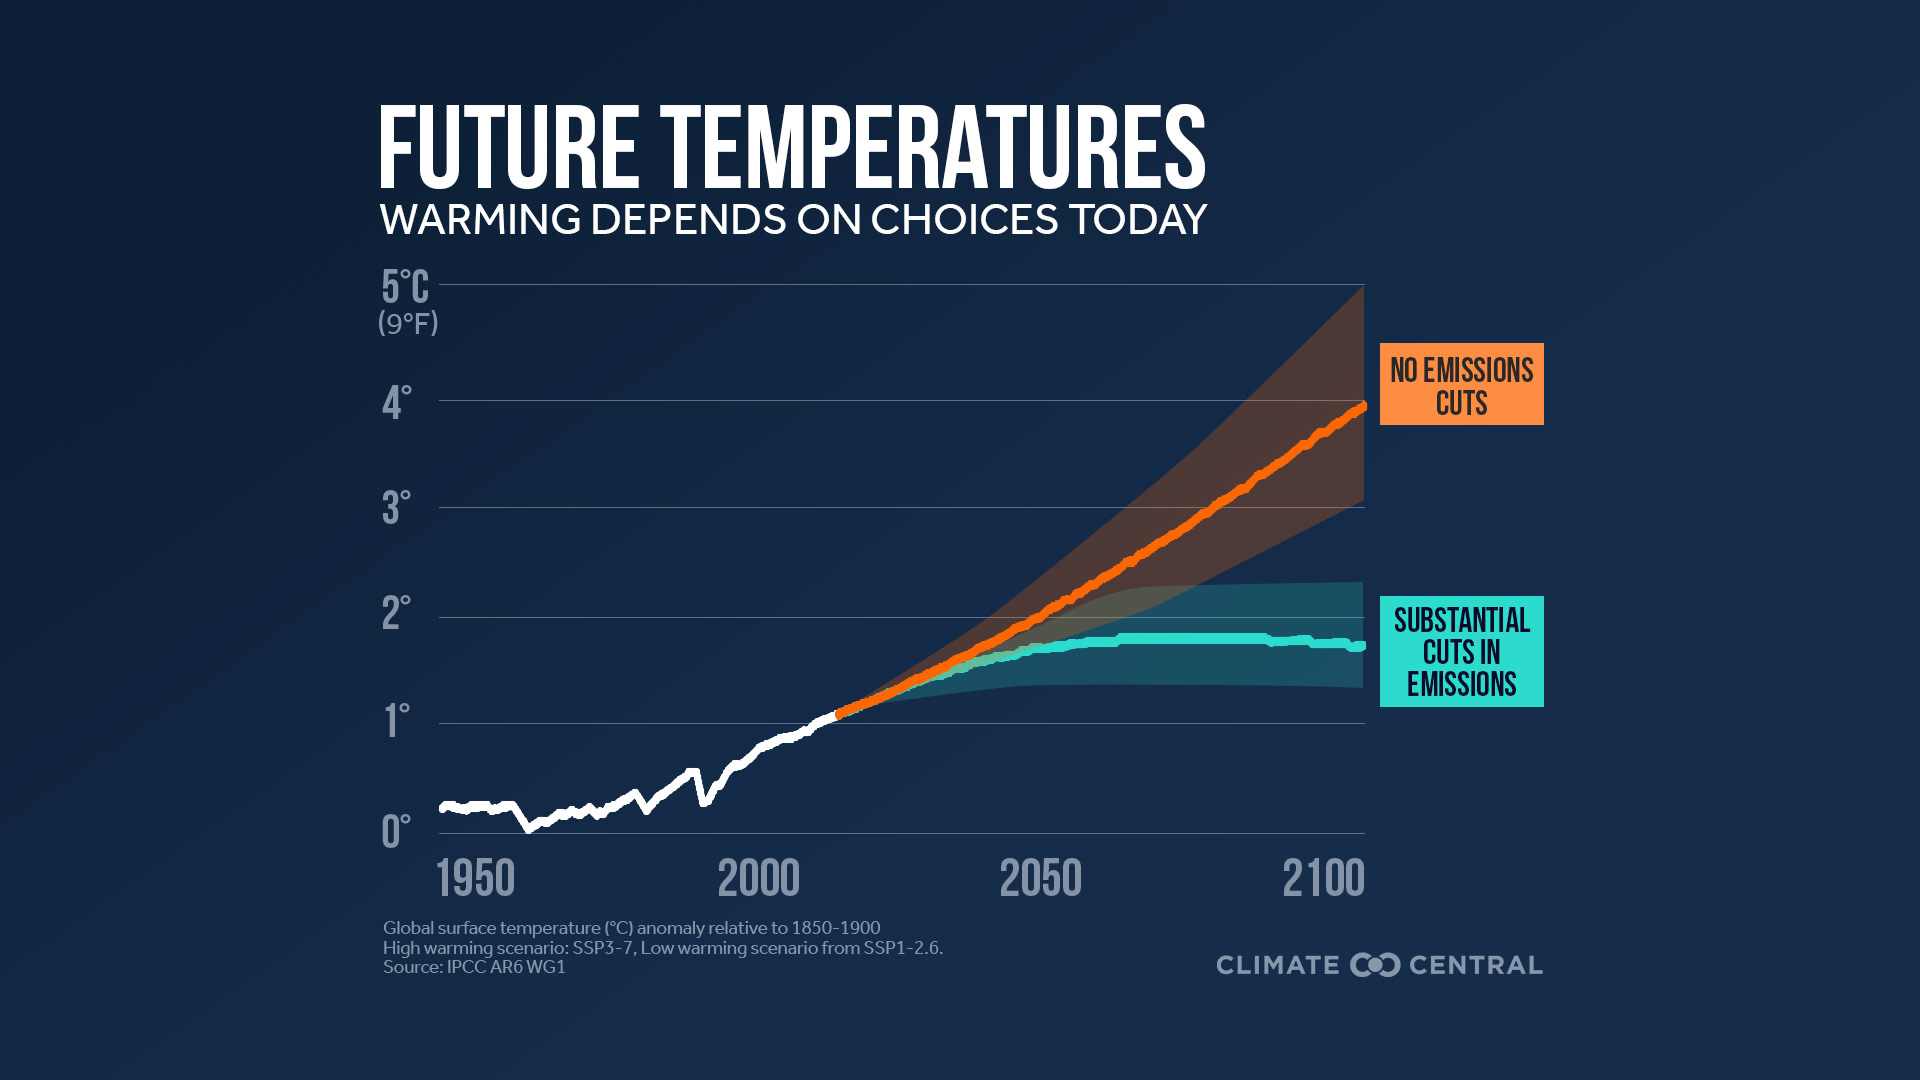 FUTURE TEMPERATURES
WARMING DEPENDS ON CHOICES TODAY
5°C
(9°F)
4°
3°
2°
1°
0°
NO EMISSIONS
CUTS
SUBSTANTIAL
CUTS IN
EMISSIONS
1950 2000 2050 2100
Global surface temperature (°C) anomaly relative to 1850-1900
High warming scenario: SSP3-7, Low warming scenario from SSP1-2.6.
Source: IPCC AR6 WG1
CLIMATE CENTRAL